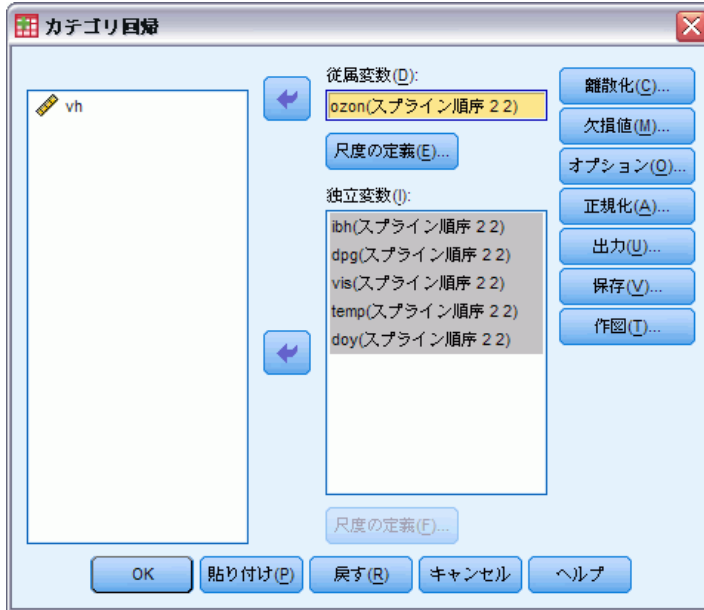 カテゴリ回帰
vh
従属変数(D):
ozon(スプライン順序 2 2)
尺度の定義(E)...
独立変数(I):
ibh(スプライン順序 2 2)
dpg(スプライン順序 2 2)
vis(スプライン順序 2 2)
temp(スプライン順序 2 2)
doy(スプライン順序 2 2)
尺度の定義(F)...
離散化(C)...
欠損値(M)...
オプション(O)...
正規化(A)...
出力(U)...
保存(V)...
作図(T)...
OK
貼り付け(P)
戻す(R)
キャンセル
ヘルプ